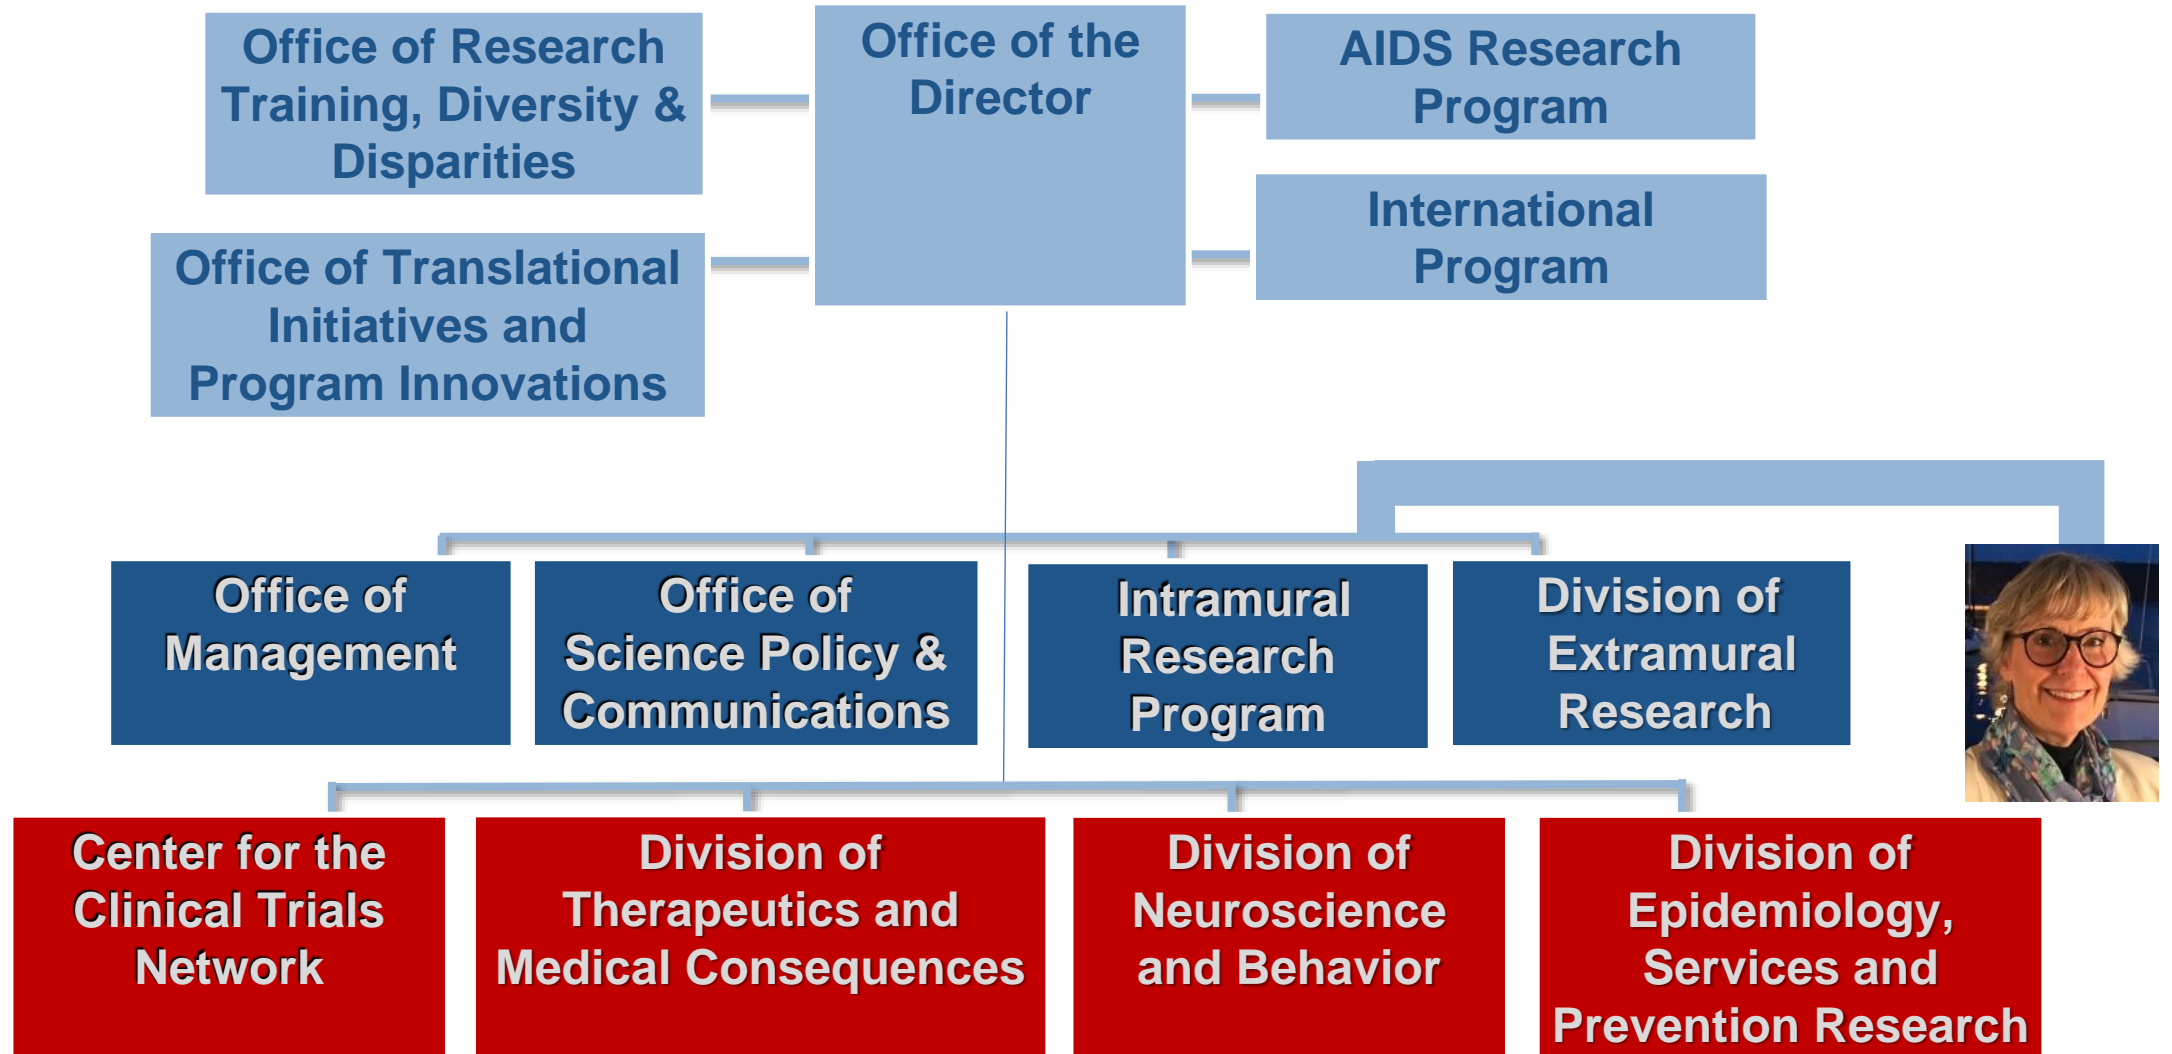 Office of Research
Training, Diversity &
Disparities
Office of the
Director
AIDS Research
Program
International
Program
Office of Translational
Initiatives and
Program Innovations
Office of
Management
Office of
Science Policy &
Communications
Intramural
Research
Program
Division of
Extramural
Research
Center for the
Clinical Trials
Network
Division of
Therapeutics and
Medical Consequences
Division of
Neuroscience
and Behavior
Division of
Epidemiology,
Services and
Prevention Research